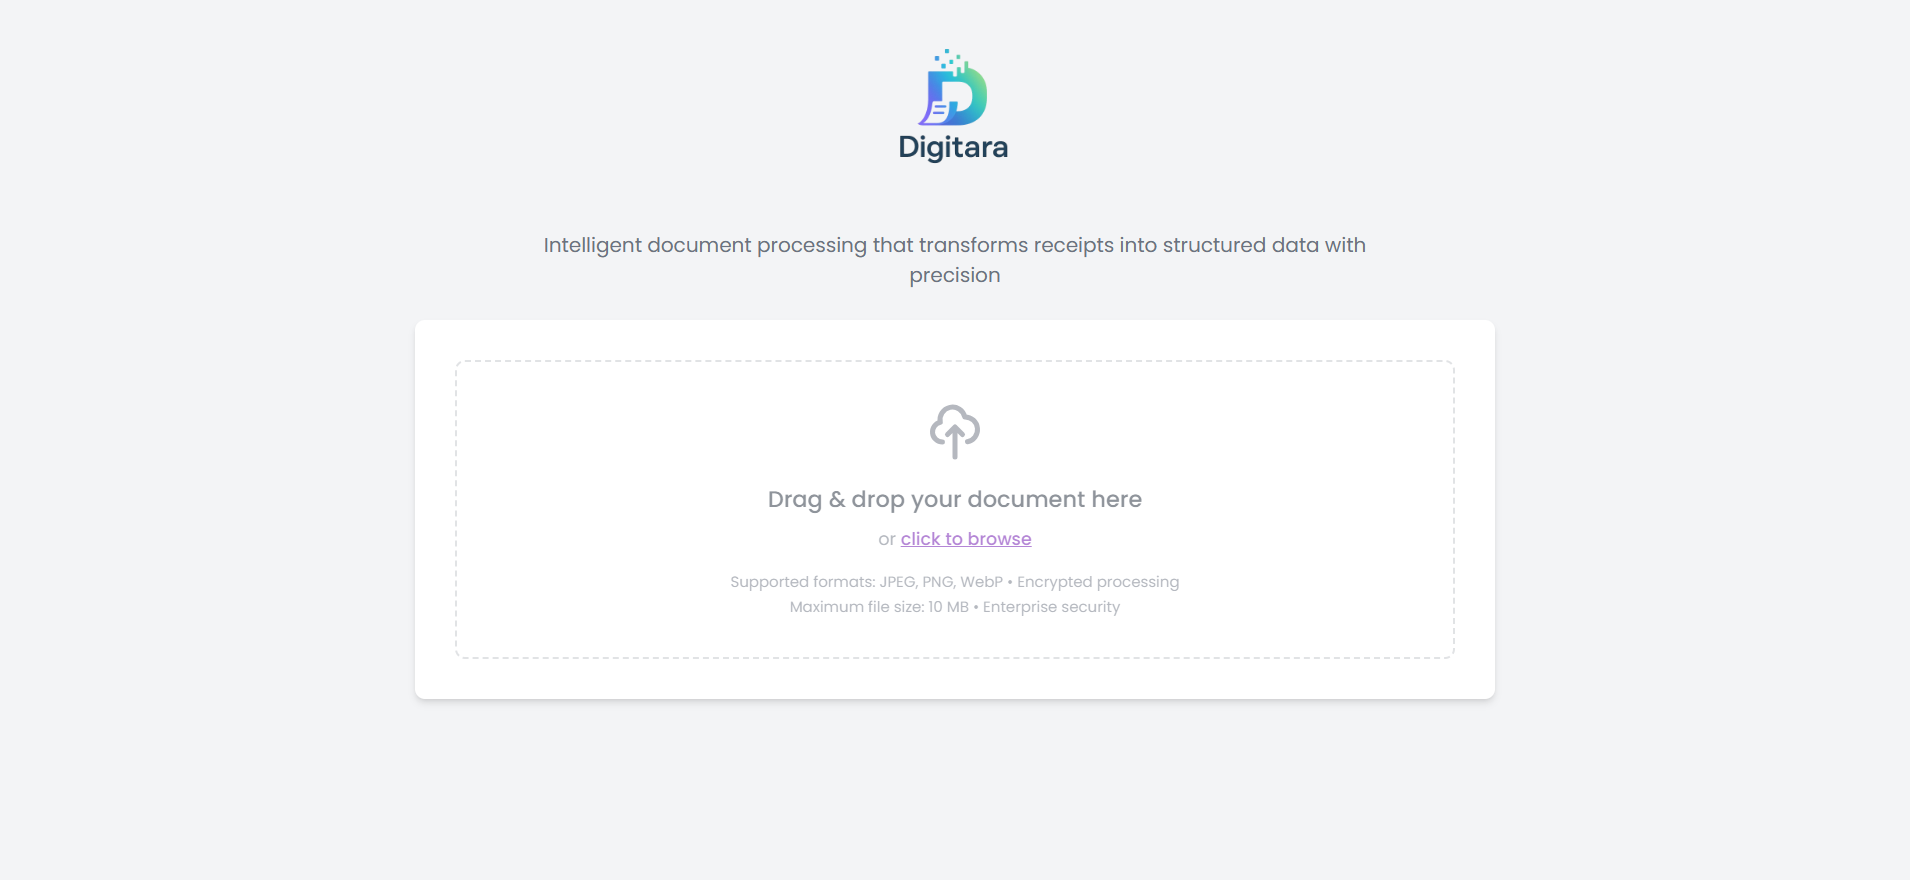 Digitara
Intelligent document processing that transforms receipts into structured data with
precision
Drag & drop your document here
or click to browse
Supported formats: JPEG, PNG, WebP • Encrypted processing
Maximum file size: 10 MB • Enterprise security